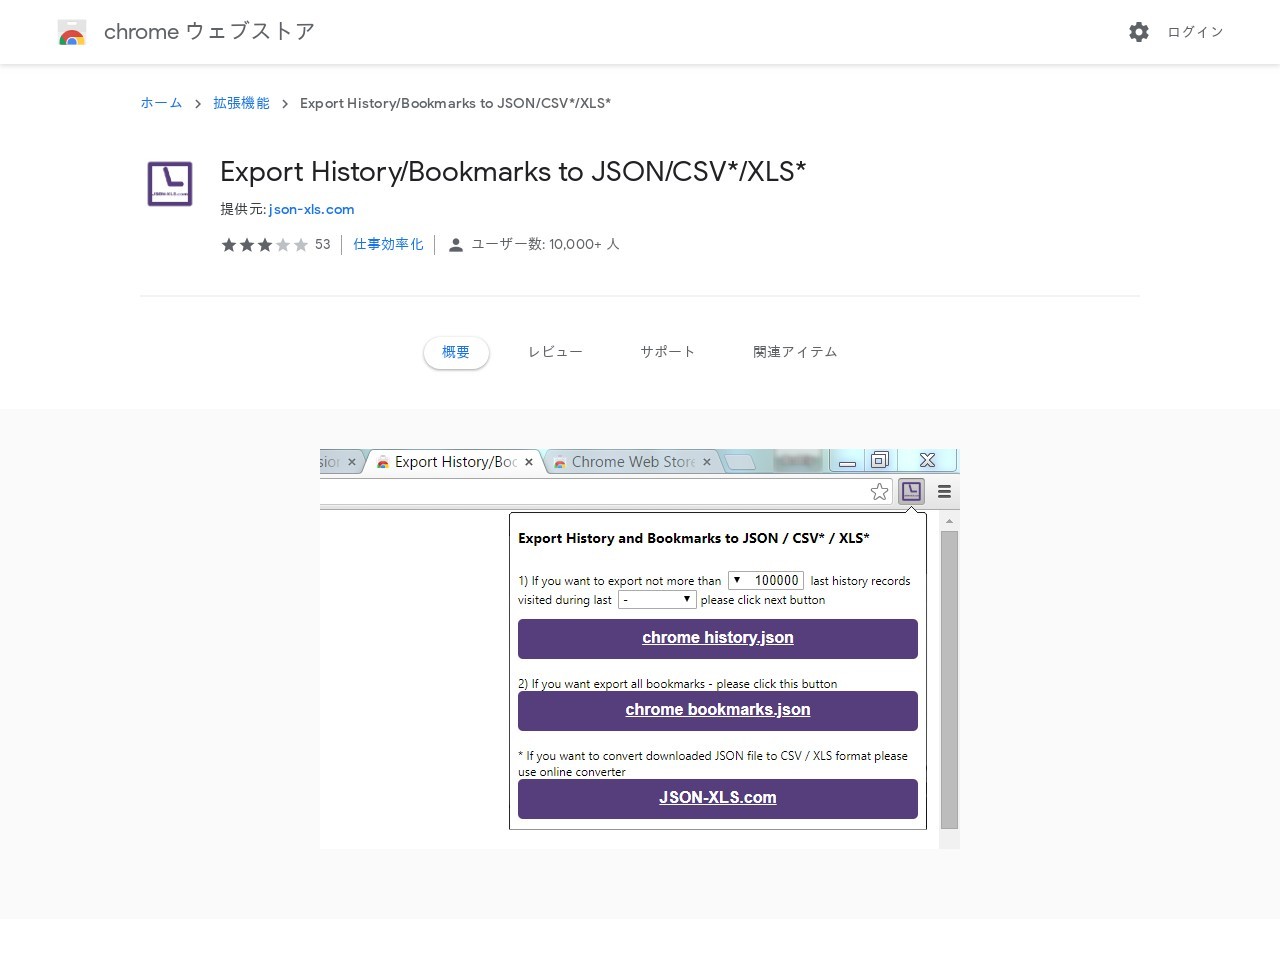 chrome ウェブストア
ログイン
ホーム
拡張機能
Export History/Bookmarks to JSON/CSV*/XLS*
Export History/Bookmarks to JSON/CSV*/XLS*
提供元: json-xls.com
53
仕事効率化
ユーザー数: 10,000+ 人
概要
レビュー
サポート
関連アイテム
Export History/Boo
Chrome Web Store
Export History and Bookmarks to JSON / CSV* / XLS*
1) If you want to export not more than 100000 last history records
visited during last - please click next button
chrome history.json
2) If you want export all bookmarks - please click this button
chrome bookmarks.json
* If you want to convert downloaded JSON file to CSV / XLS format please
use online converter
JSON-XLS.com